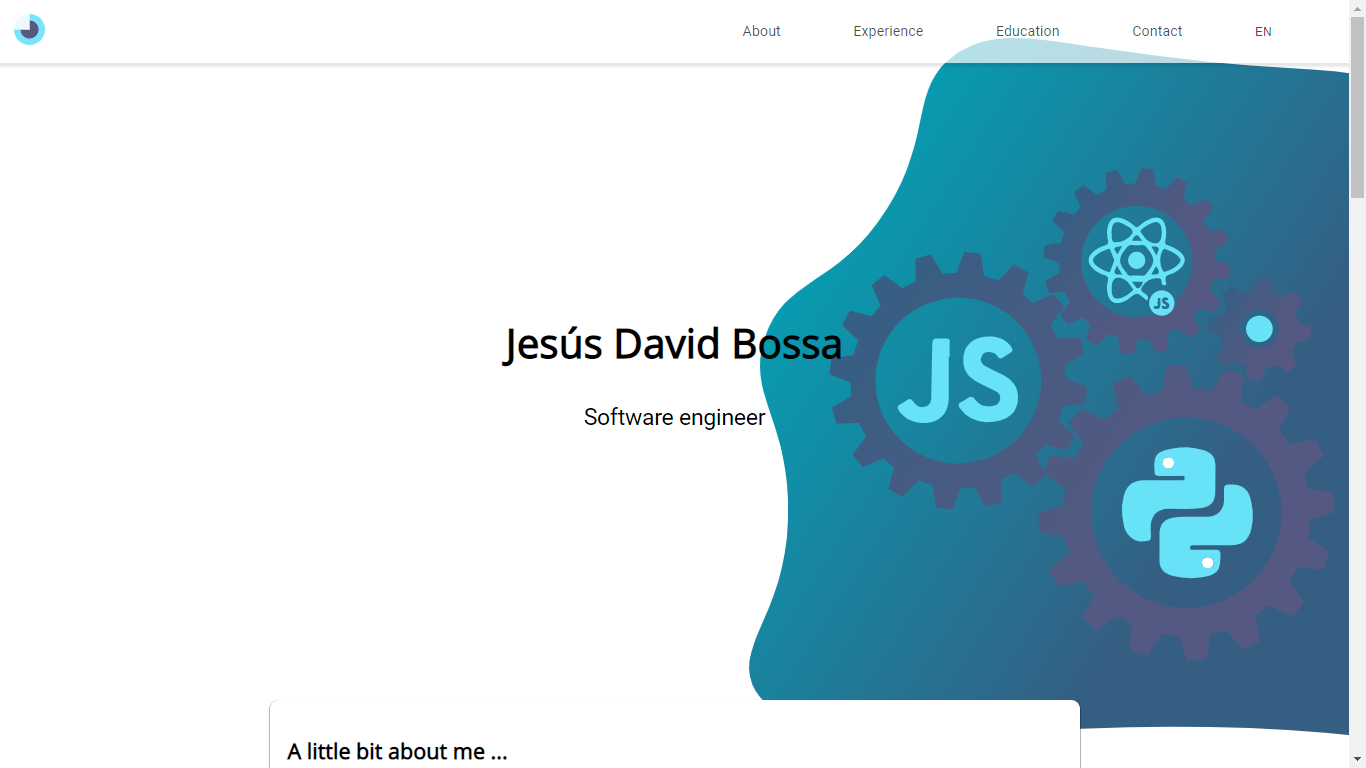 About Experience Education Contact EN
JS
JS
Jesús David Bossa
Software engineer
A little bit about me ...